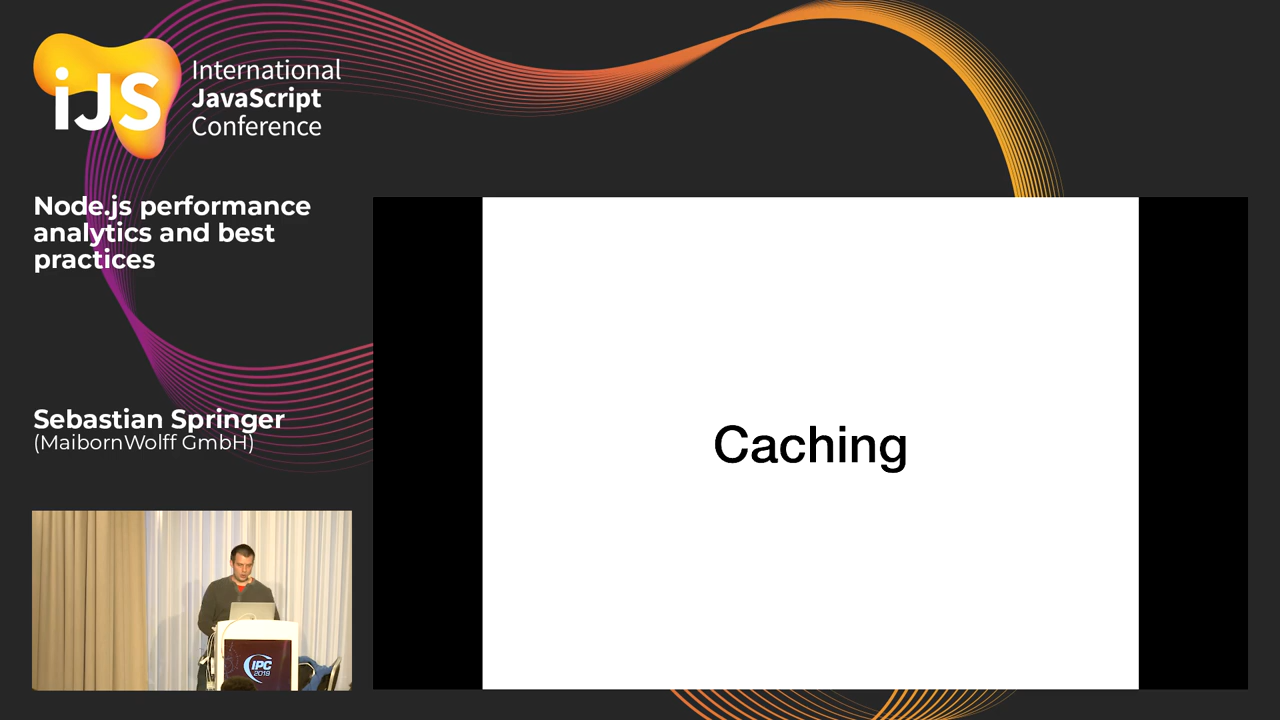 iJS
International
JavaScript
Conference
Node.js performance
analytics and best
practices
Sebastian Springer
(MaibornWolff GmbH)
Caching
IPC
2019